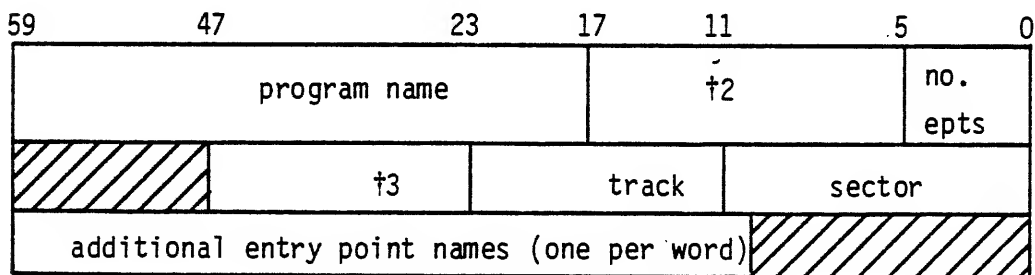 59 47 23 17 11 5 0
program name †2 no.
epts
†3 track sector
additional entry point names (one per word)